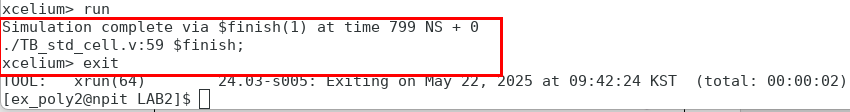 xcelium> run
Simulation complete via $finish(1) at time 799 NS + 0
./TB_std_cell.v:59 $finish;
xcelium> exit
TOOL:   xrun(64)        24.03-s005: Exiting on May 22, 2025 at 09:42:24 KST  (total: 00:00:02)
[ex_poly2@npit LAB2]$